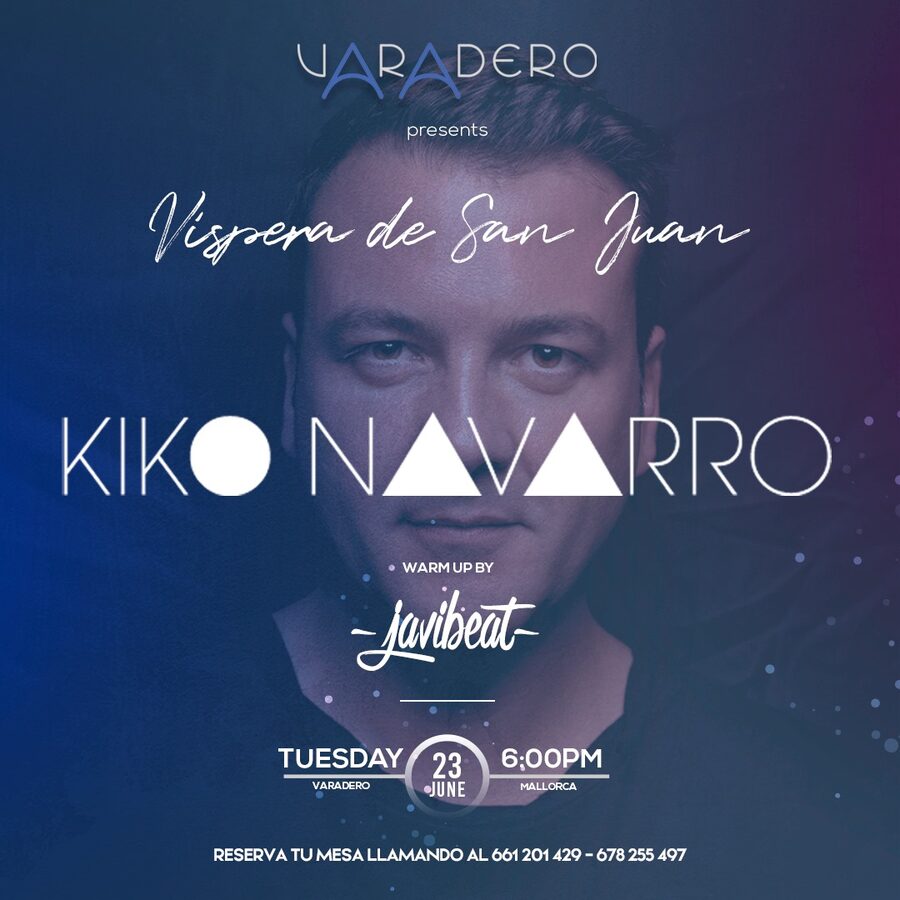 VARADERO
presents
Víspera de San Juan
KIKO NAVARRO
WARM UP BY
-javibeat-
TUESDAY 23 JUNE 6;00PM
VARADERO MALLORCA
RESERVA TU MESA LLAMANDO AL 661 201 429 - 678 255 497